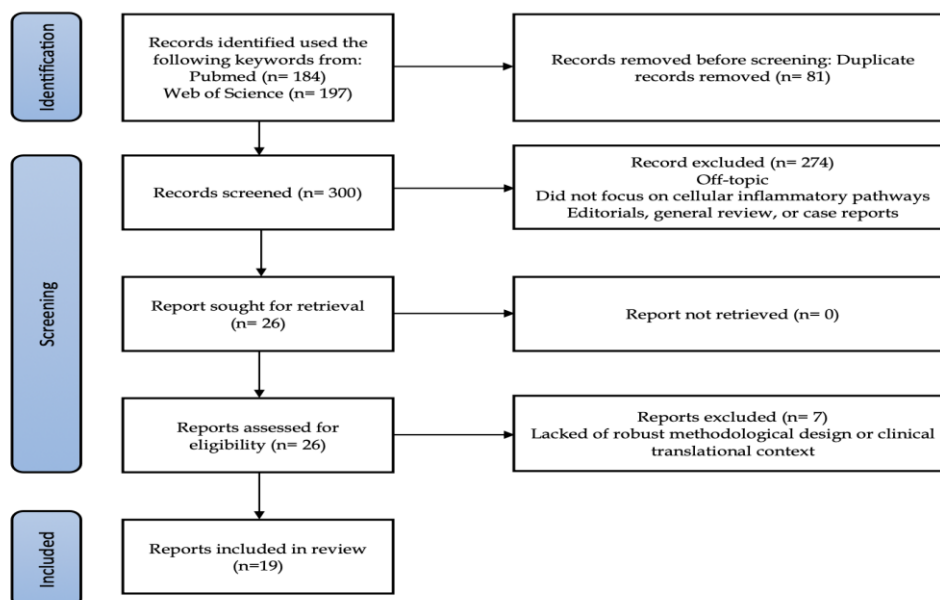 Identification
Records identified used the
following keywords from:
Pubmed (n= 184)
Web of Science (n= 197)
Records removed before screening: Duplicate
records removed (n= 81)
Screening
Records screened (n= 300)
Record excluded (n= 274)
Off-topic
Did not focus on cellular inflammatory pathways
Editorials, general review, or case reports
Report sought for retrieval
(n= 26)
Report not retrieved (n= 0)
Reports assessed for
eligibility (n= 26)
Reports excluded (n= 7)
Lacked of robust methodological design or clinical
translational context
Included
Reports included in review
(n=19)